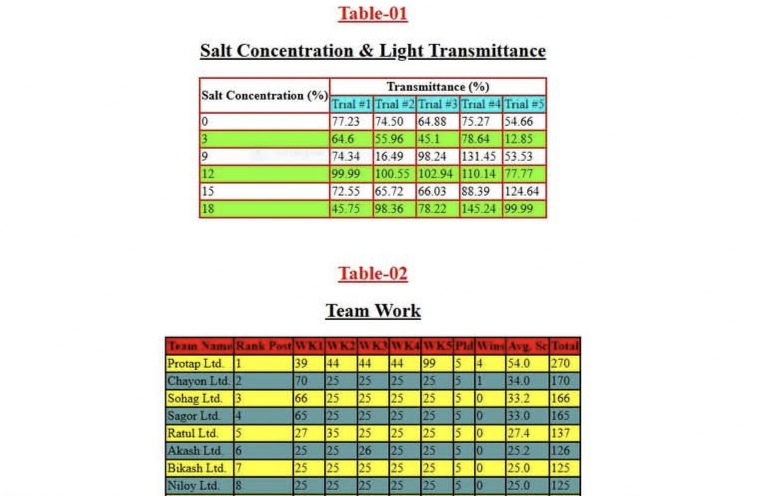 Table-01
Salt Concentration & Light Transmittance
Salt Concentration (%) Transmittance (%)
Trial #1 Trial #2 Trial #3 Trial #4 Trial #5
0 77.23 74.50 64.88 75.27 54.66
3 64.6 55.96 45.1 78.64 12.85
9 74.34 16.49 98.24 131.45 53.53
12 99.99 100.55 102.94 110.14 77.77
15 72.55 65.72 66.03 88.39 124.64
18 45.75 98.36 78.22 145.24 99.99
Table-02
Team Work
Team Name Rank Post WK1 WK2 WK3 WK4 WK5 Pld Wins Avg. Sc Total
Protap Ltd. 1 39 44 44 44 99 5 4 54.0 270
Chayon Ltd. 2 70 25 25 25 25 5 1 34.0 170
Sohag Ltd. 3 66 25 25 25 25 5 0 33.2 166
Sagor Ltd. 4 65 25 25 25 25 5 0 33.0 165
Ratul Ltd. 5 27 35 25 25 25 5 0 27.4 137
Akash Ltd. 6 25 25 26 25 25 5 0 25.2 126
Bikash Ltd. 7 25 25 25 25 25 5 0 25.0 125
Niloy Ltd. 8 25 25 25 25 25 5 0 25.0 125